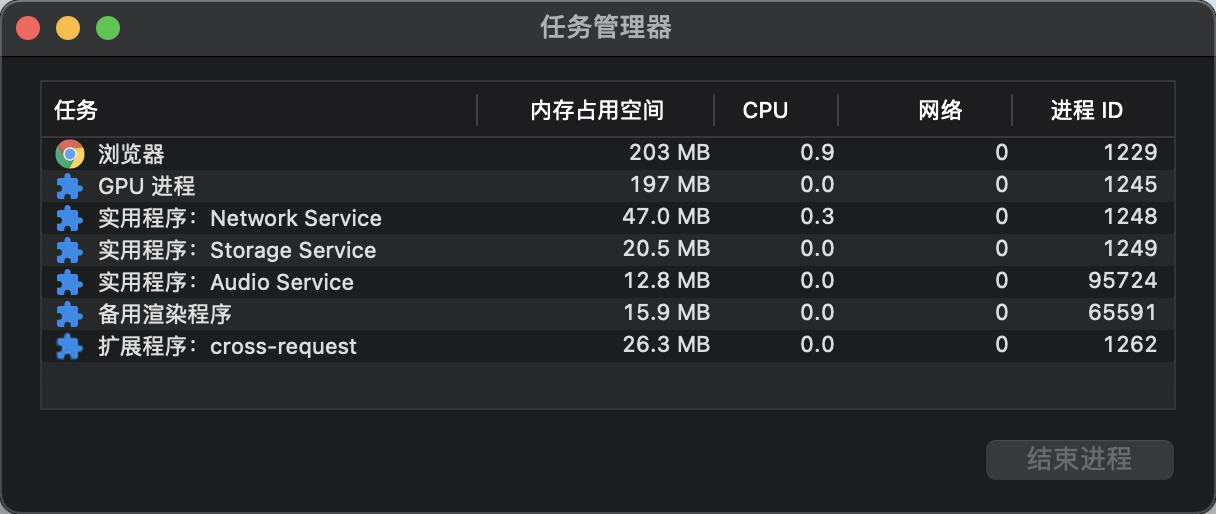 任务管理器
任务 内存占用空间 CPU 网络 进程 ID
浏览器 203 MB 0.9 0 1229
GPU 进程 197 MB 0.0 0 1245
实用程序：Network Service 47.0 MB 0.3 0 1248
实用程序：Storage Service 20.5 MB 0.0 0 1249
实用程序：Audio Service 12.8 MB 0.0 0 95724
备用渲染程序 15.9 MB 0.0 0 65591
扩展程序：cross-request 26.3 MB 0.0 0 1262
结束进程